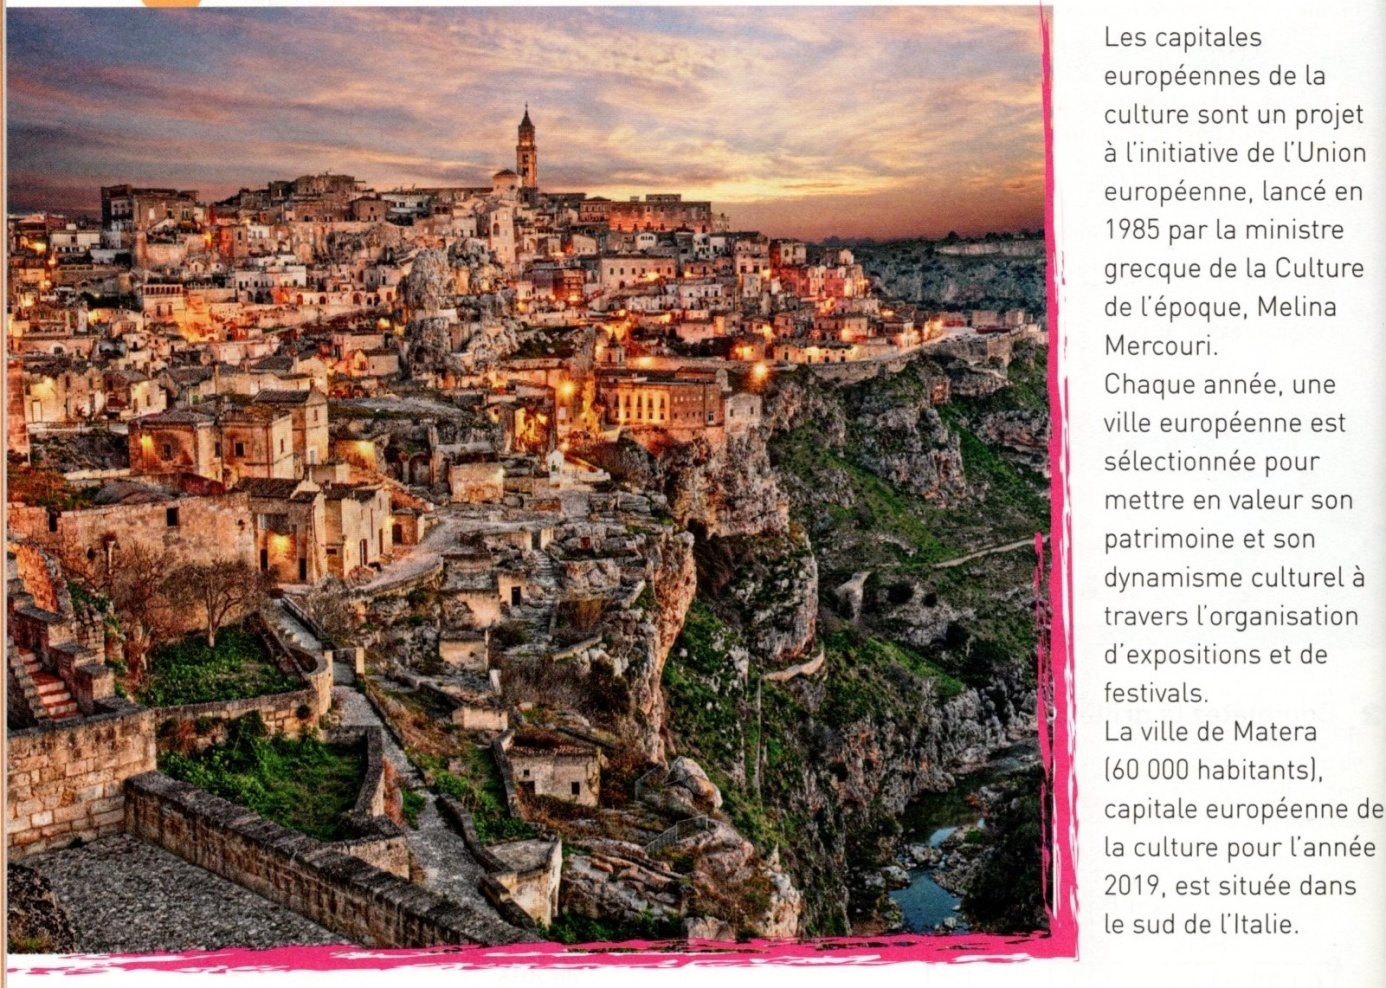 Les capitales
européennes de la
culture sont un projet
à l'initiative de l'Union
européenne, lancé en
1985 par la ministre
grecque de la Culture
de l'époque, Melina
Mercouri.
Chaque année, une
ville européenne est
sélectionnée pour
mettre en valeur son
patrimoine et son
dynamisme culturel à
travers l'organisation
d'expositions et de
festivals.
La ville de Matera
(60 000 habitants),
capitale européenne de
la culture pour l'année
2019, est située dans
le sud de l'Italie.